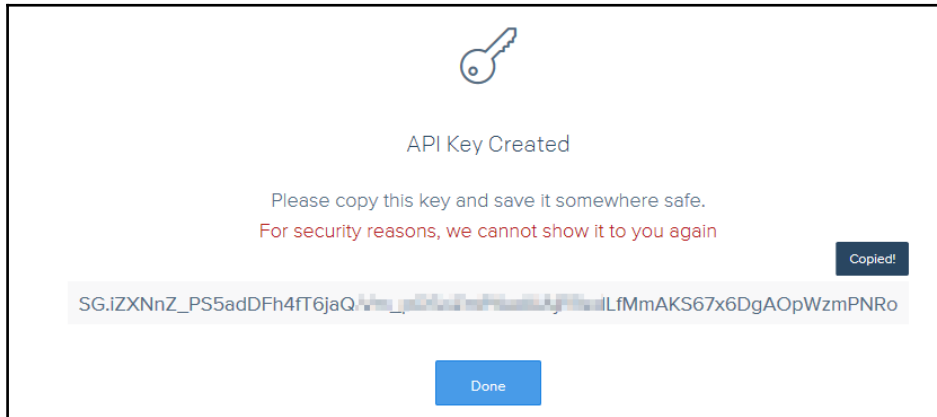 API Key Created
Please copy this key and save it somewhere safe.
For security reasons, we cannot show it to you again
Copied!
SG.iZXNnZ_PS5adDFh4fT6jaQ. LfMmAKS67x6DgAOpWzmPNRo
Done